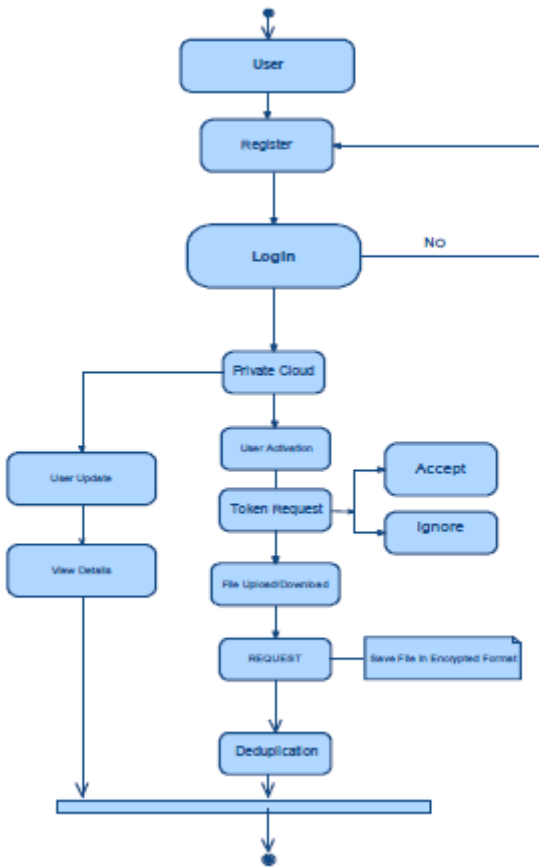 User
Register
No
Login
Private Cloud
User Activation
User Update
Accept
Token Request
Ignore
View Details
File Upload/Download
REQUEST
Save File In Encrypted Format
Deduplication